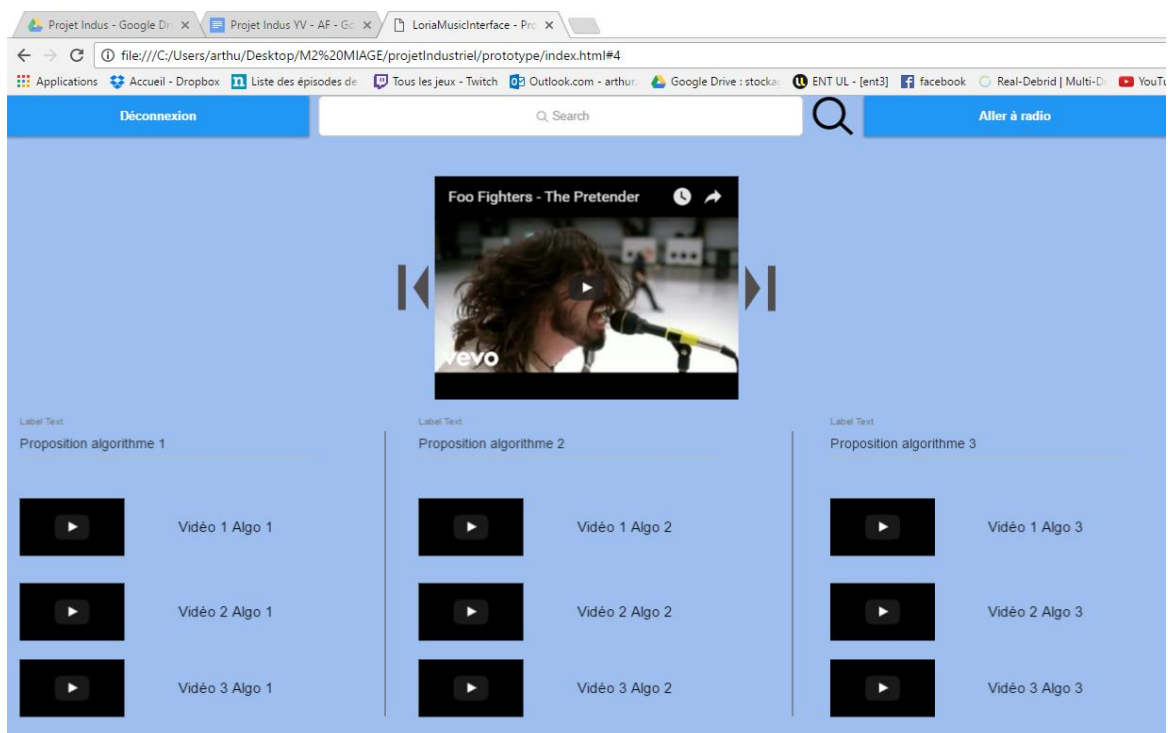 Projet Indus - Google Dri
Projet Indus YV - AF - Go
LoriaMusicInterface - Pro
file:///C:/Users/arthu/Desktop/M2%20MIAGE/projetIndustriel/prototype/index.html#4
Applications Accueil - Dropbox Liste des épisodes de Tous les jeux - Twitch Outlook.com - arthur. Google Drive : stockag ENT UL - [ent3] facebook Real-Debrid | Multi-D YouTu
Déconnexion Search Aller à radio
Foo Fighters - The Pretender
vevo
Label Text Label Text Label Text
Proposition algorithme 1 Proposition algorithme 2 Proposition algorithme 3
Vidéo 1 Algo 1 Vidéo 1 Algo 2 Vidéo 1 Algo 3
Vidéo 2 Algo 1 Vidéo 2 Algo 2 Vidéo 2 Algo 3
Vidéo 3 Algo 1 Vidéo 3 Algo 2 Vidéo 3 Algo 3